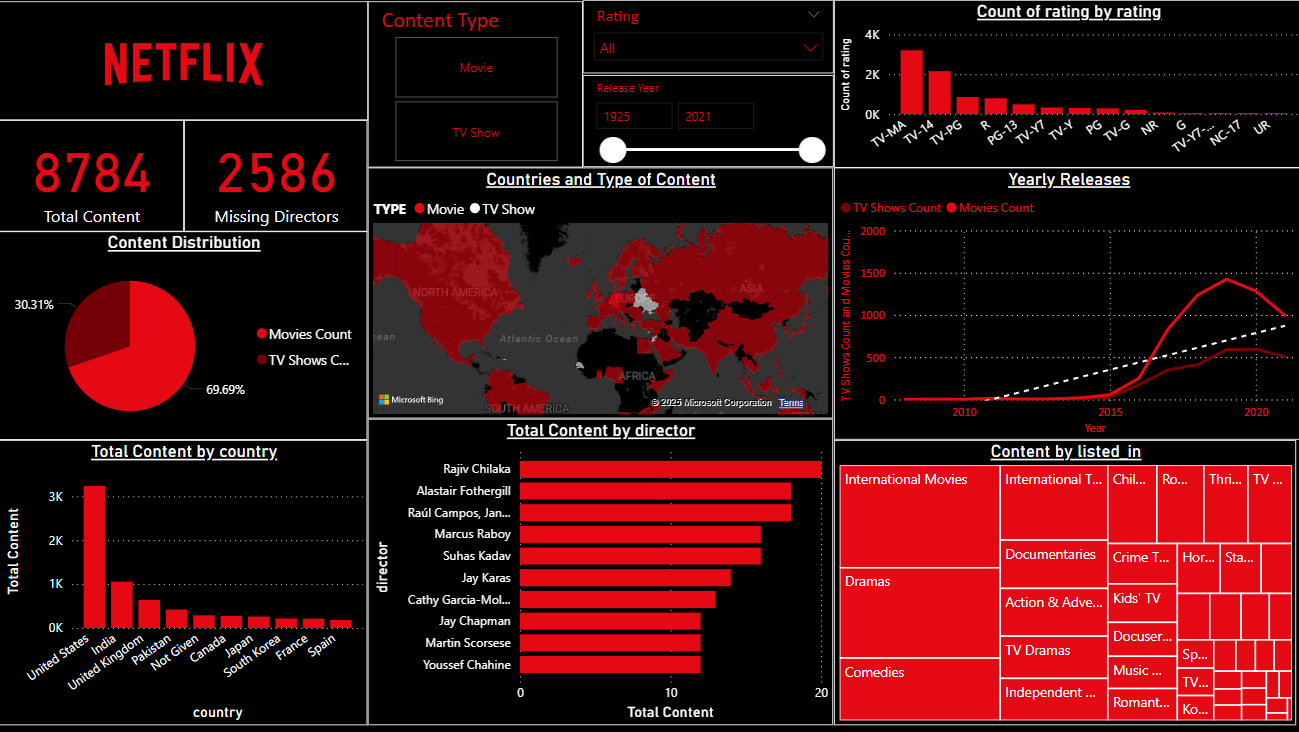 NETFLIX
8784
Total Content
2586
Missing Directors
Content Type
Movie
TV Show
Rating
All
Release Year
1925
2021
Count of rating by rating
Count of rating
4K
2K
0K
TV-MA
TV-14
TV-PG
R
PG-13
TV-Y7
TV-Y
PG
TV-G
NR
G
TV-Y7-...
NC-17
UR
Content Distribution
30.31%
69.69%
Movies Count
TV Shows C...
Countries and Type of Content
TYPE Movie TV Show
NORTH AMERICA
EUROPE
ASIA
Atlantic Ocean
ean
AFRICA
SOUTH AMERICA
Microsoft Bing
© 2025 Microsoft Corporation Terms
Yearly Releases
TV Shows Count Movies Count
TV Shows Count and Movies Cou...
2000
1500
1000
500
0
2010
2015
2020
Year
Total Content by country
Total Content
3K
2K
1K
0K
United States
India
United Kingdom
Pakistan
Not Given
Canada
Japan
South Korea
France
Spain
country
Total Content by director
director
Rajiv Chilaka
Alastair Fothergill
Raúl Campos, Jan...
Marcus Raboy
Suhas Kadav
Jay Karas
Cathy Garcia-Mol...
Jay Chapman
Martin Scorsese
Youssef Chahine
0
10
20
Total Content
Content by listed_in
International Movies
Dramas
Comedies
International T...
Documentaries
Action & Adve...
TV Dramas
Independent ...
Chil...
Ro...
Thri...
TV ...
Crime T...
Hor...
Sta...
Kids' TV
Docuser...
Music ...
Romant...
Sp...
TV...
Ko...